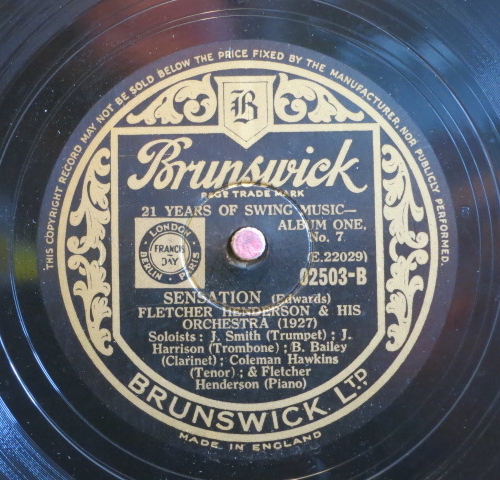 THIS COPYRIGHT RECORD MAY NOT BE SOLD BELOW THE PRICE FIXED BY THE MANUFACTURER, NOR PUBLICLY PERFORMED.
B
Brunswick
REGD TRADE MARK
21 YEARS OF SWING MUSIC—
ALBUM ONE,
No. 7
LONDON
FRANCIS
DAY
BERLIN · PARIS
(E.22029)
02503-B
SENSATION (Edwards)
FLETCHER HENDERSON & HIS
ORCHESTRA (1927)
Soloists: J. Smith (Trumpet); J.
Harrison (Trombone); B. Bailey
(Clarinet); Coleman Hawkins
(Tenor); & Fletcher
Henderson (Piano)
BRUNSWICK LTD.
MADE IN ENGLAND